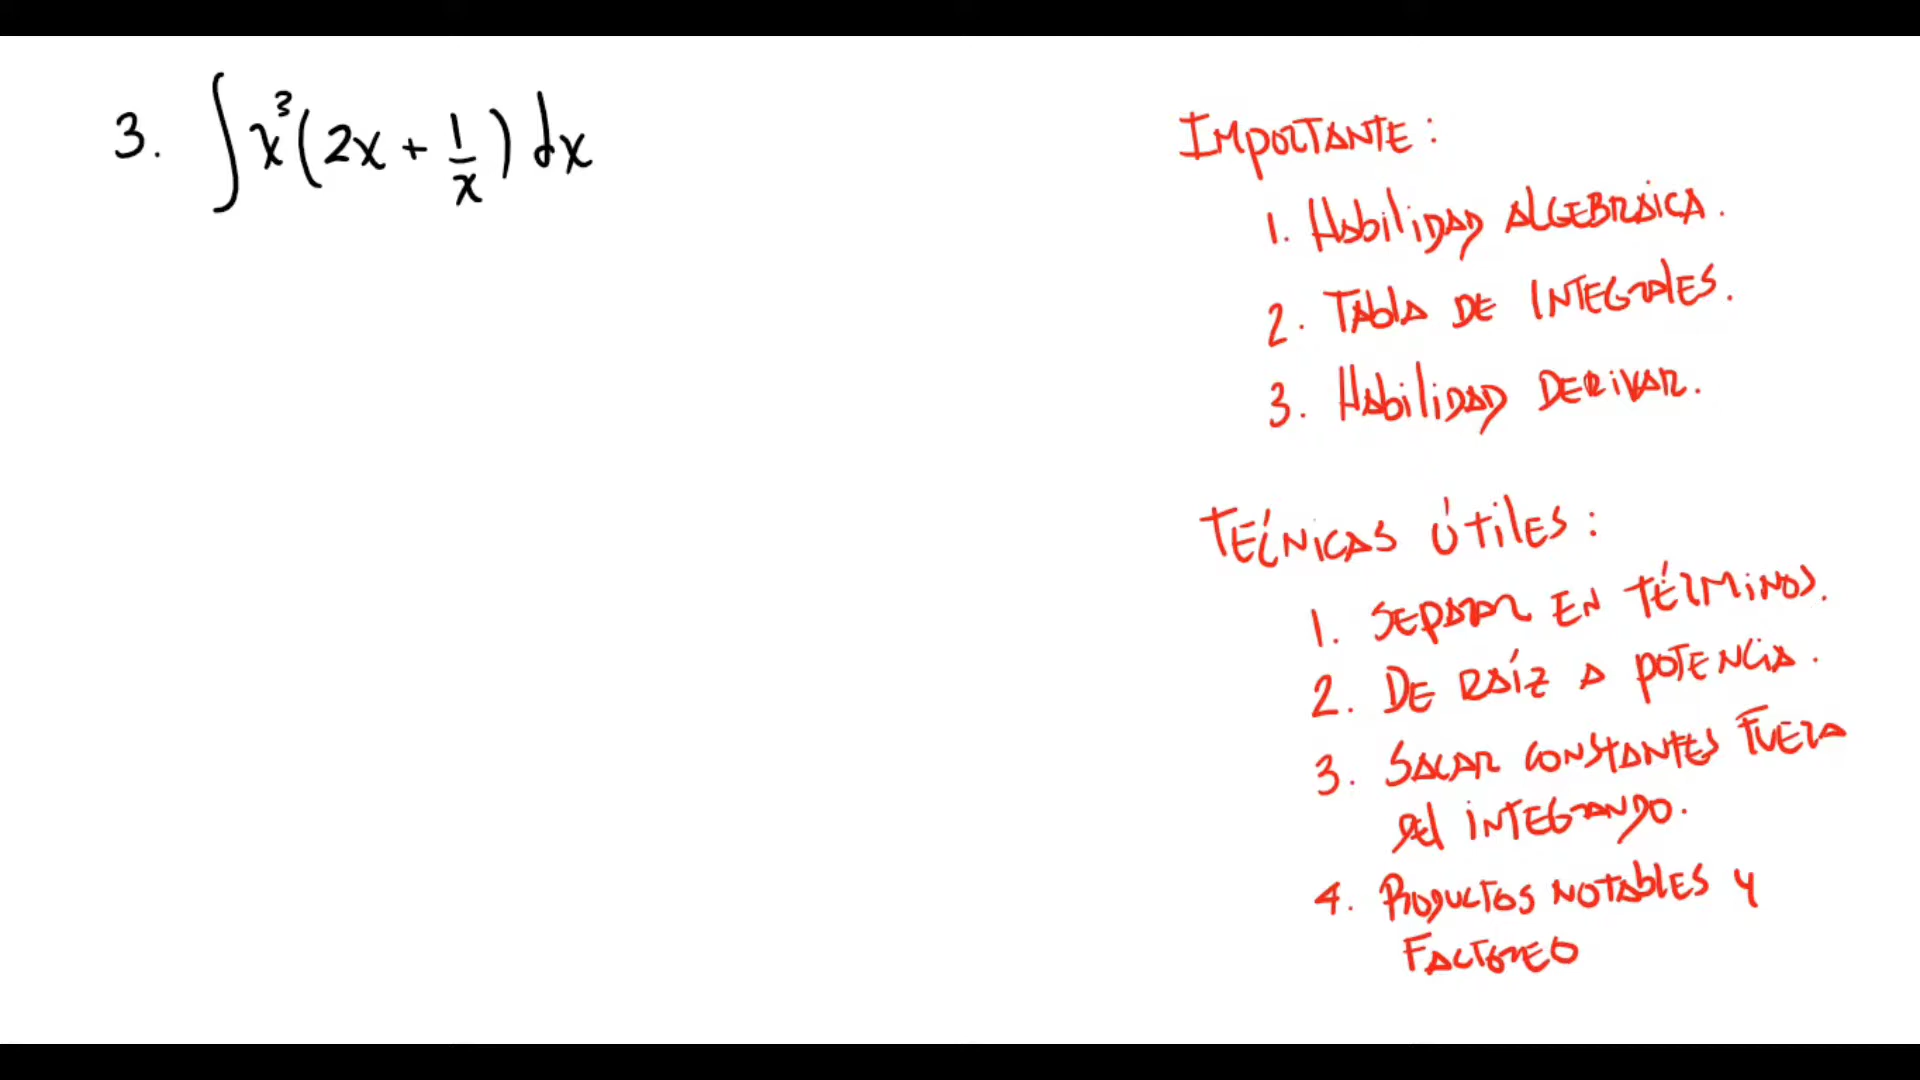 3. ∫ x³(2x + 1/x) dx
IMPORTANTE:
1. HAbiliDAD ALGEBRAICA.
2. TAblA DE INTEGRAlES.
3. HAbiliDAD DERIVAR.
TÉCNICAS ÚTilES:
1. SEPARAR EN TÉRMINOS.
2. DE RAÍZ A POTENCIA.
3. SACAR CONSTANTES FUERA
DEl INTEGRANDO.
4. PRODUCTOS NOTAblES y
FACTOREO